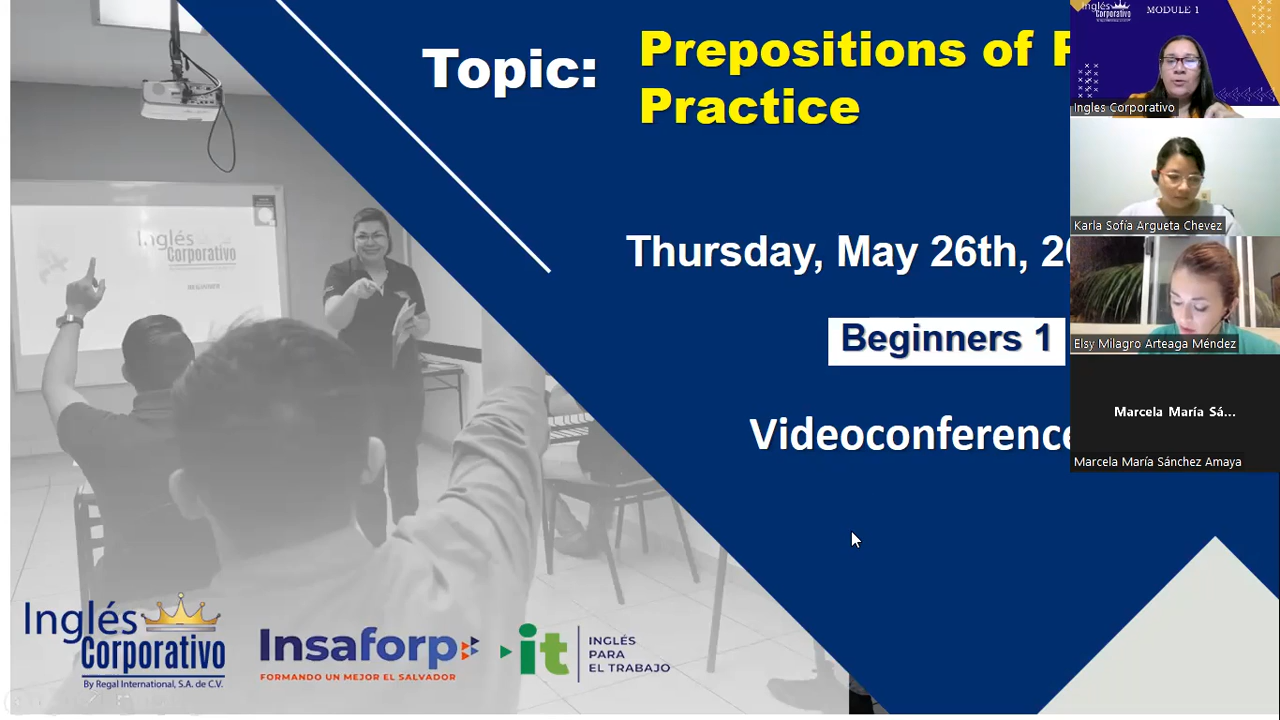 Topic:
Prepositions of
Practice
Thursday, May 26th, 20
Beginners 1
Videoconference
Inglés
Corporativo
Inglés
Corporativo
By Regal International, S.A. de C.V.
Insaforp
FORMANDO UN MEJOR EL SALVADOR
it
INGLÉS
PARA
EL TRABAJO
Inglés
Corporativo
MODULE 1
Ingles Corporativo
Karla Sofía Argueta Chevez
Elsy Milagro Arteaga Méndez
Marcela María Sá...
Marcela María Sánchez Amaya